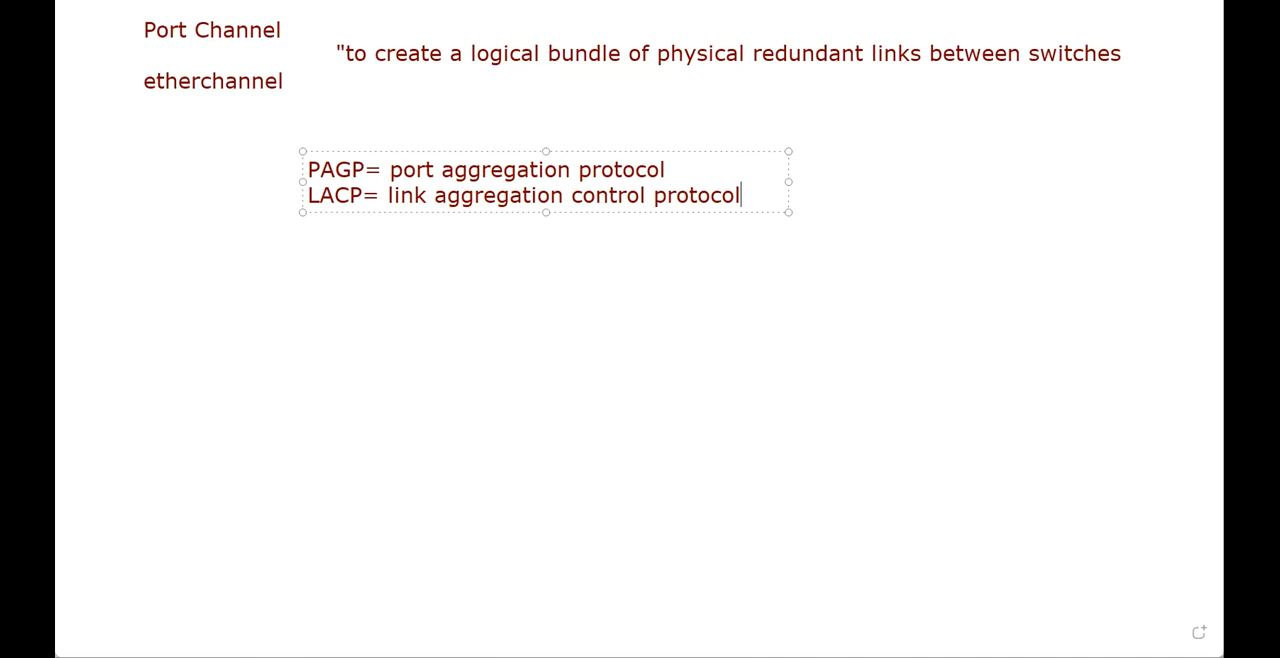 Port Channel
"to create a logical bundle of physical redundant links between switches
etherchannel
PAGP= port aggregation protocol
LACP= link aggregation control protocol